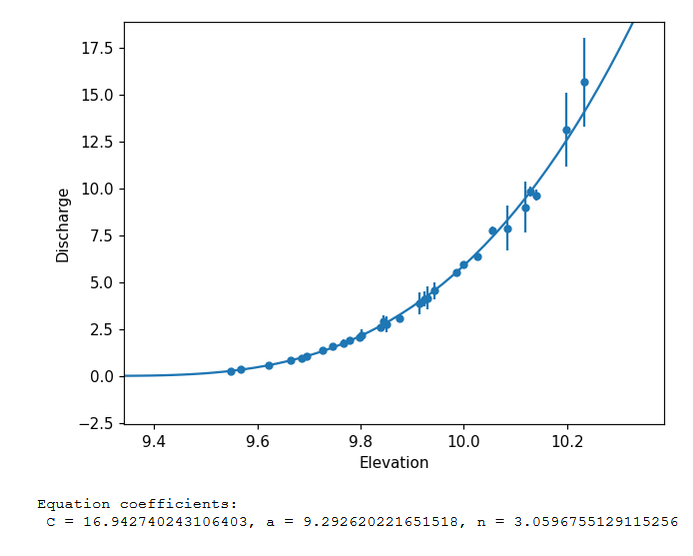 17.5
15.0
12.5
10.0
7.5
5.0
2.5
0.0
−2.5
Discharge
9.4 9.6 9.8 10.0 10.2
Elevation
Equation coefficients:
C = 16.942740243106403, a = 9.292620221651518, n = 3.0596755129115256